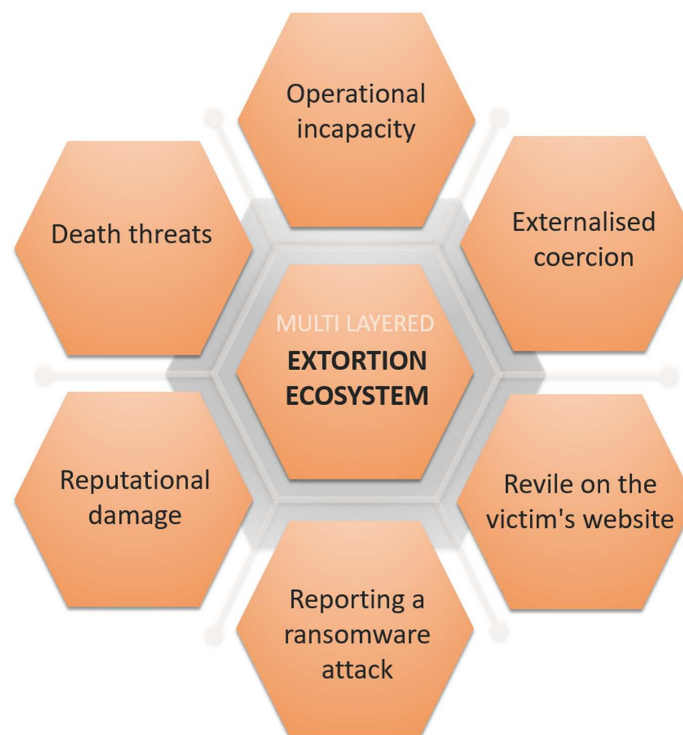 Operational
incapacity
Death threats
Externalised
coercion
MULTI LAYERED
EXTORTION
ECOSYSTEM
Reputational
damage
Revile on the
victim's website
Reporting a
ransomware
attack